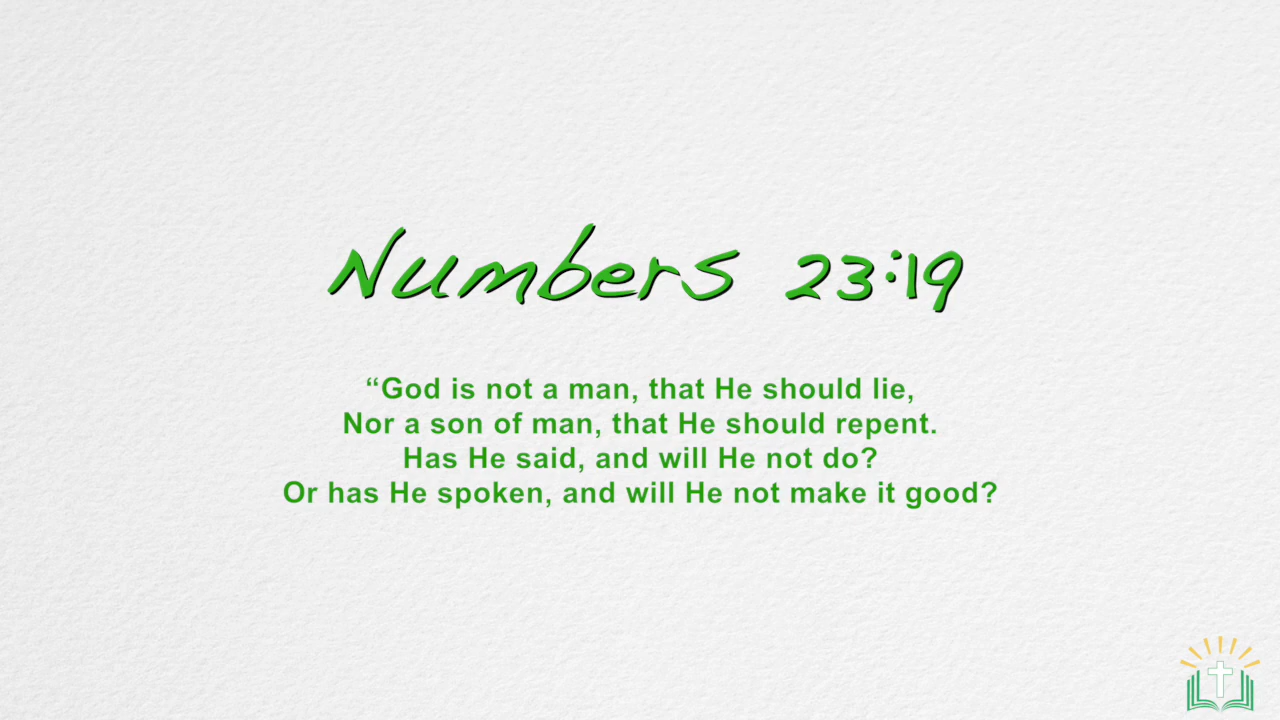 Numbers 23:19
“God is not a man, that He should lie,
Nor a son of man, that He should repent.
Has He said, and will He not do?
Or has He spoken, and will He not make it good?